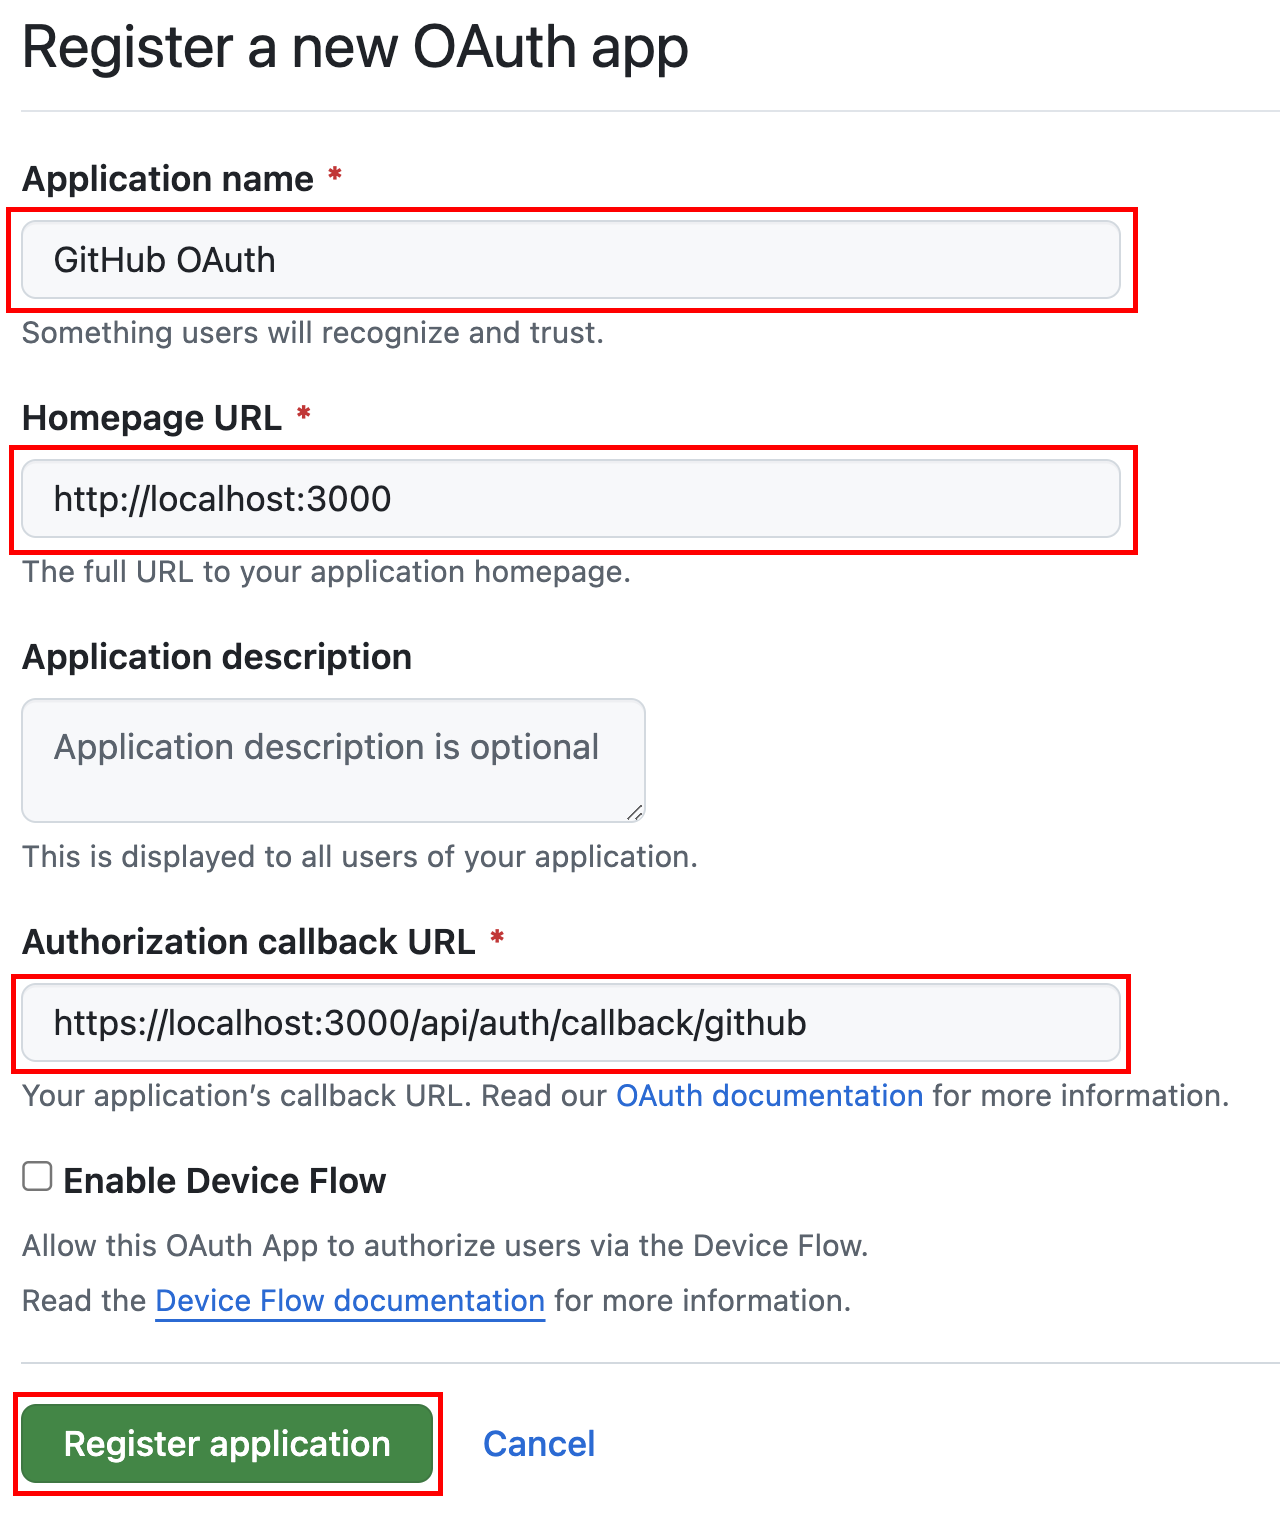 Register a new OAuth app
Application name *
GitHub OAuth
Something users will recognize and trust.
Homepage URL *
http://localhost:3000
The full URL to your application homepage.
Application description
Application description is optional
This is displayed to all users of your application.
Authorization callback URL *
https://localhost:3000/api/auth/callback/github
Your application’s callback URL. Read our OAuth documentation for more information.
Enable Device Flow
Allow this OAuth App to authorize users via the Device Flow.
Read the Device Flow documentation for more information.
Register application Cancel